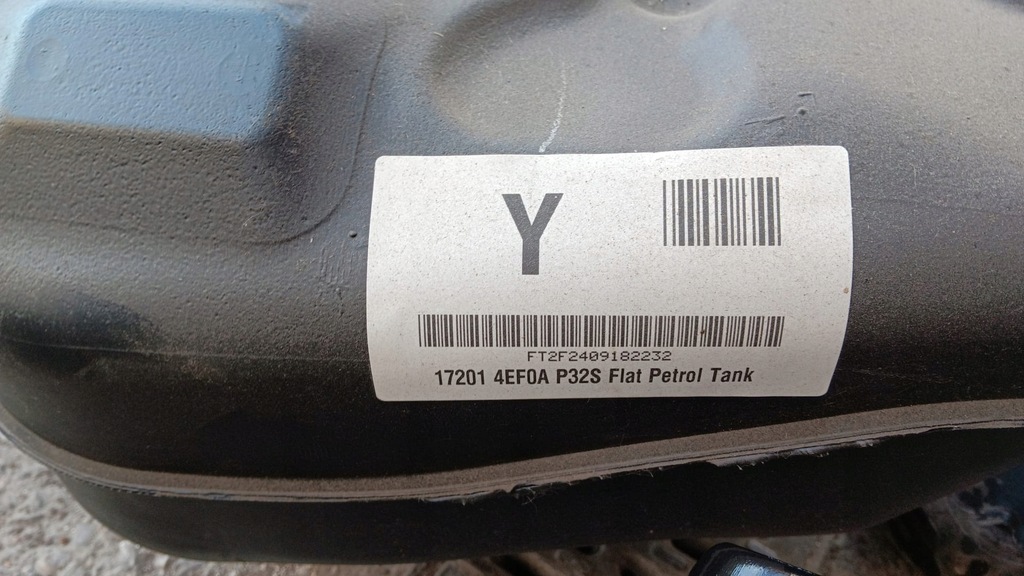 Y
FT2F2409182232
17201 4EF0A P32S Flat Petrol Tank